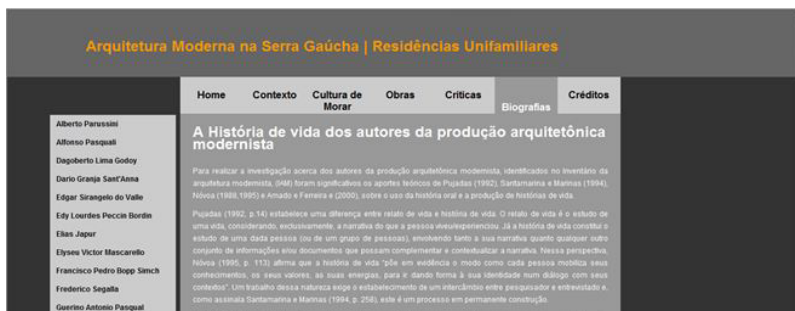 Arquitetura Moderna na Serra Gaúcha | Residências Unifamiliares
Home Contexto Cultura de Morar Obras Críticas Biografias Créditos
Alberto Parussini
Alfonso Pasquali
Dagoberto Lima Godoy
Dario Granja Sant'Anna
Edgar Sirangelo do Valle
Edy Lourdes Peccin Bordin
Elias Japur
Elyseu Victor Mascarello
Francisco Pedro Bopp Simch
Frederico Segalla
Guerino Antonio Pasqual
A História de vida dos autores da produção arquitetônica
modernista
Para realizar a investigação acerca dos autores da produção arquitetônica modernista, identificados no Inventário da
arquitetura modernista, (IAM) foram significativos os aportes teóricos de Pujadas (1992), Santamarina e Marinas (1994),
Nóvoa (1988,1995) e Amado e Ferreira e (2000), sobre o uso da história oral e a produção de histórias de vida.
Pujadas (1992, p.14) estabelece uma diferença entre relato de vida e história de vida. O relato de vida é o estudo de
uma vida, considerando, exclusivamente, a narrativa do que a pessoa viveu/experienciou. Já a história de vida constitui o
estudo de uma dada pessoa (ou de um grupo de pessoas), envolvendo tanto a sua narrativa quanto qualquer outro
conjunto de informações e/ou documentos que possam complementar e contextualizar a narrativa. Nessa perspectiva,
Nóvoa (1995, p. 113) afirma que a história de vida "põe em evidência o modo como cada pessoa mobiliza seus
conhecimentos, os seus valores, as suas energias, para ir dando forma à sua identidade num diálogo com seus
contextos". Um trabalho dessa natureza exige o estabelecimento de um intercâmbio entre pesquisador e entrevistado e,
como assinala Santamarina e Marinas (1994, p. 258), este é um processo em permanente construção.